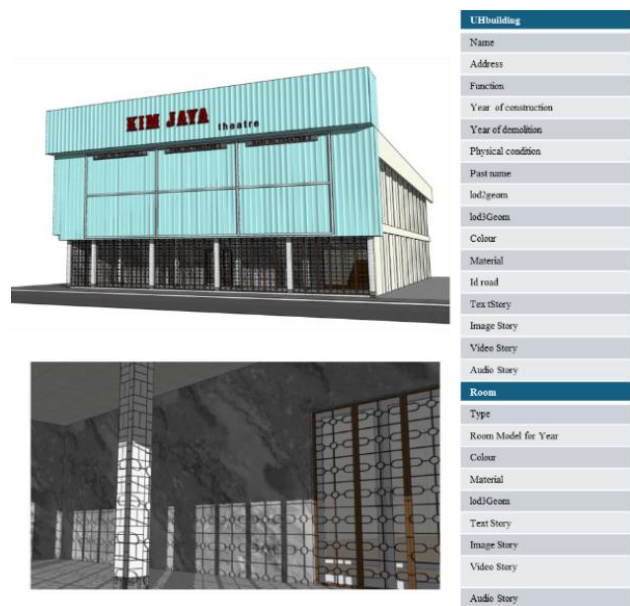 KIM JAYA theatre
UHbuilding
Name
Address
Function
Year of construction
Year of demolition
Physical condition
Past name
lod2geom
lod3Geom
Colour
Material
Id road
Tex tStory
Image Story
Video Story
Audio Story
Room
Type
Room Model for Year
Colour
Material
lod3Geom
Text Story
Image Story
Video Story
Audio Story